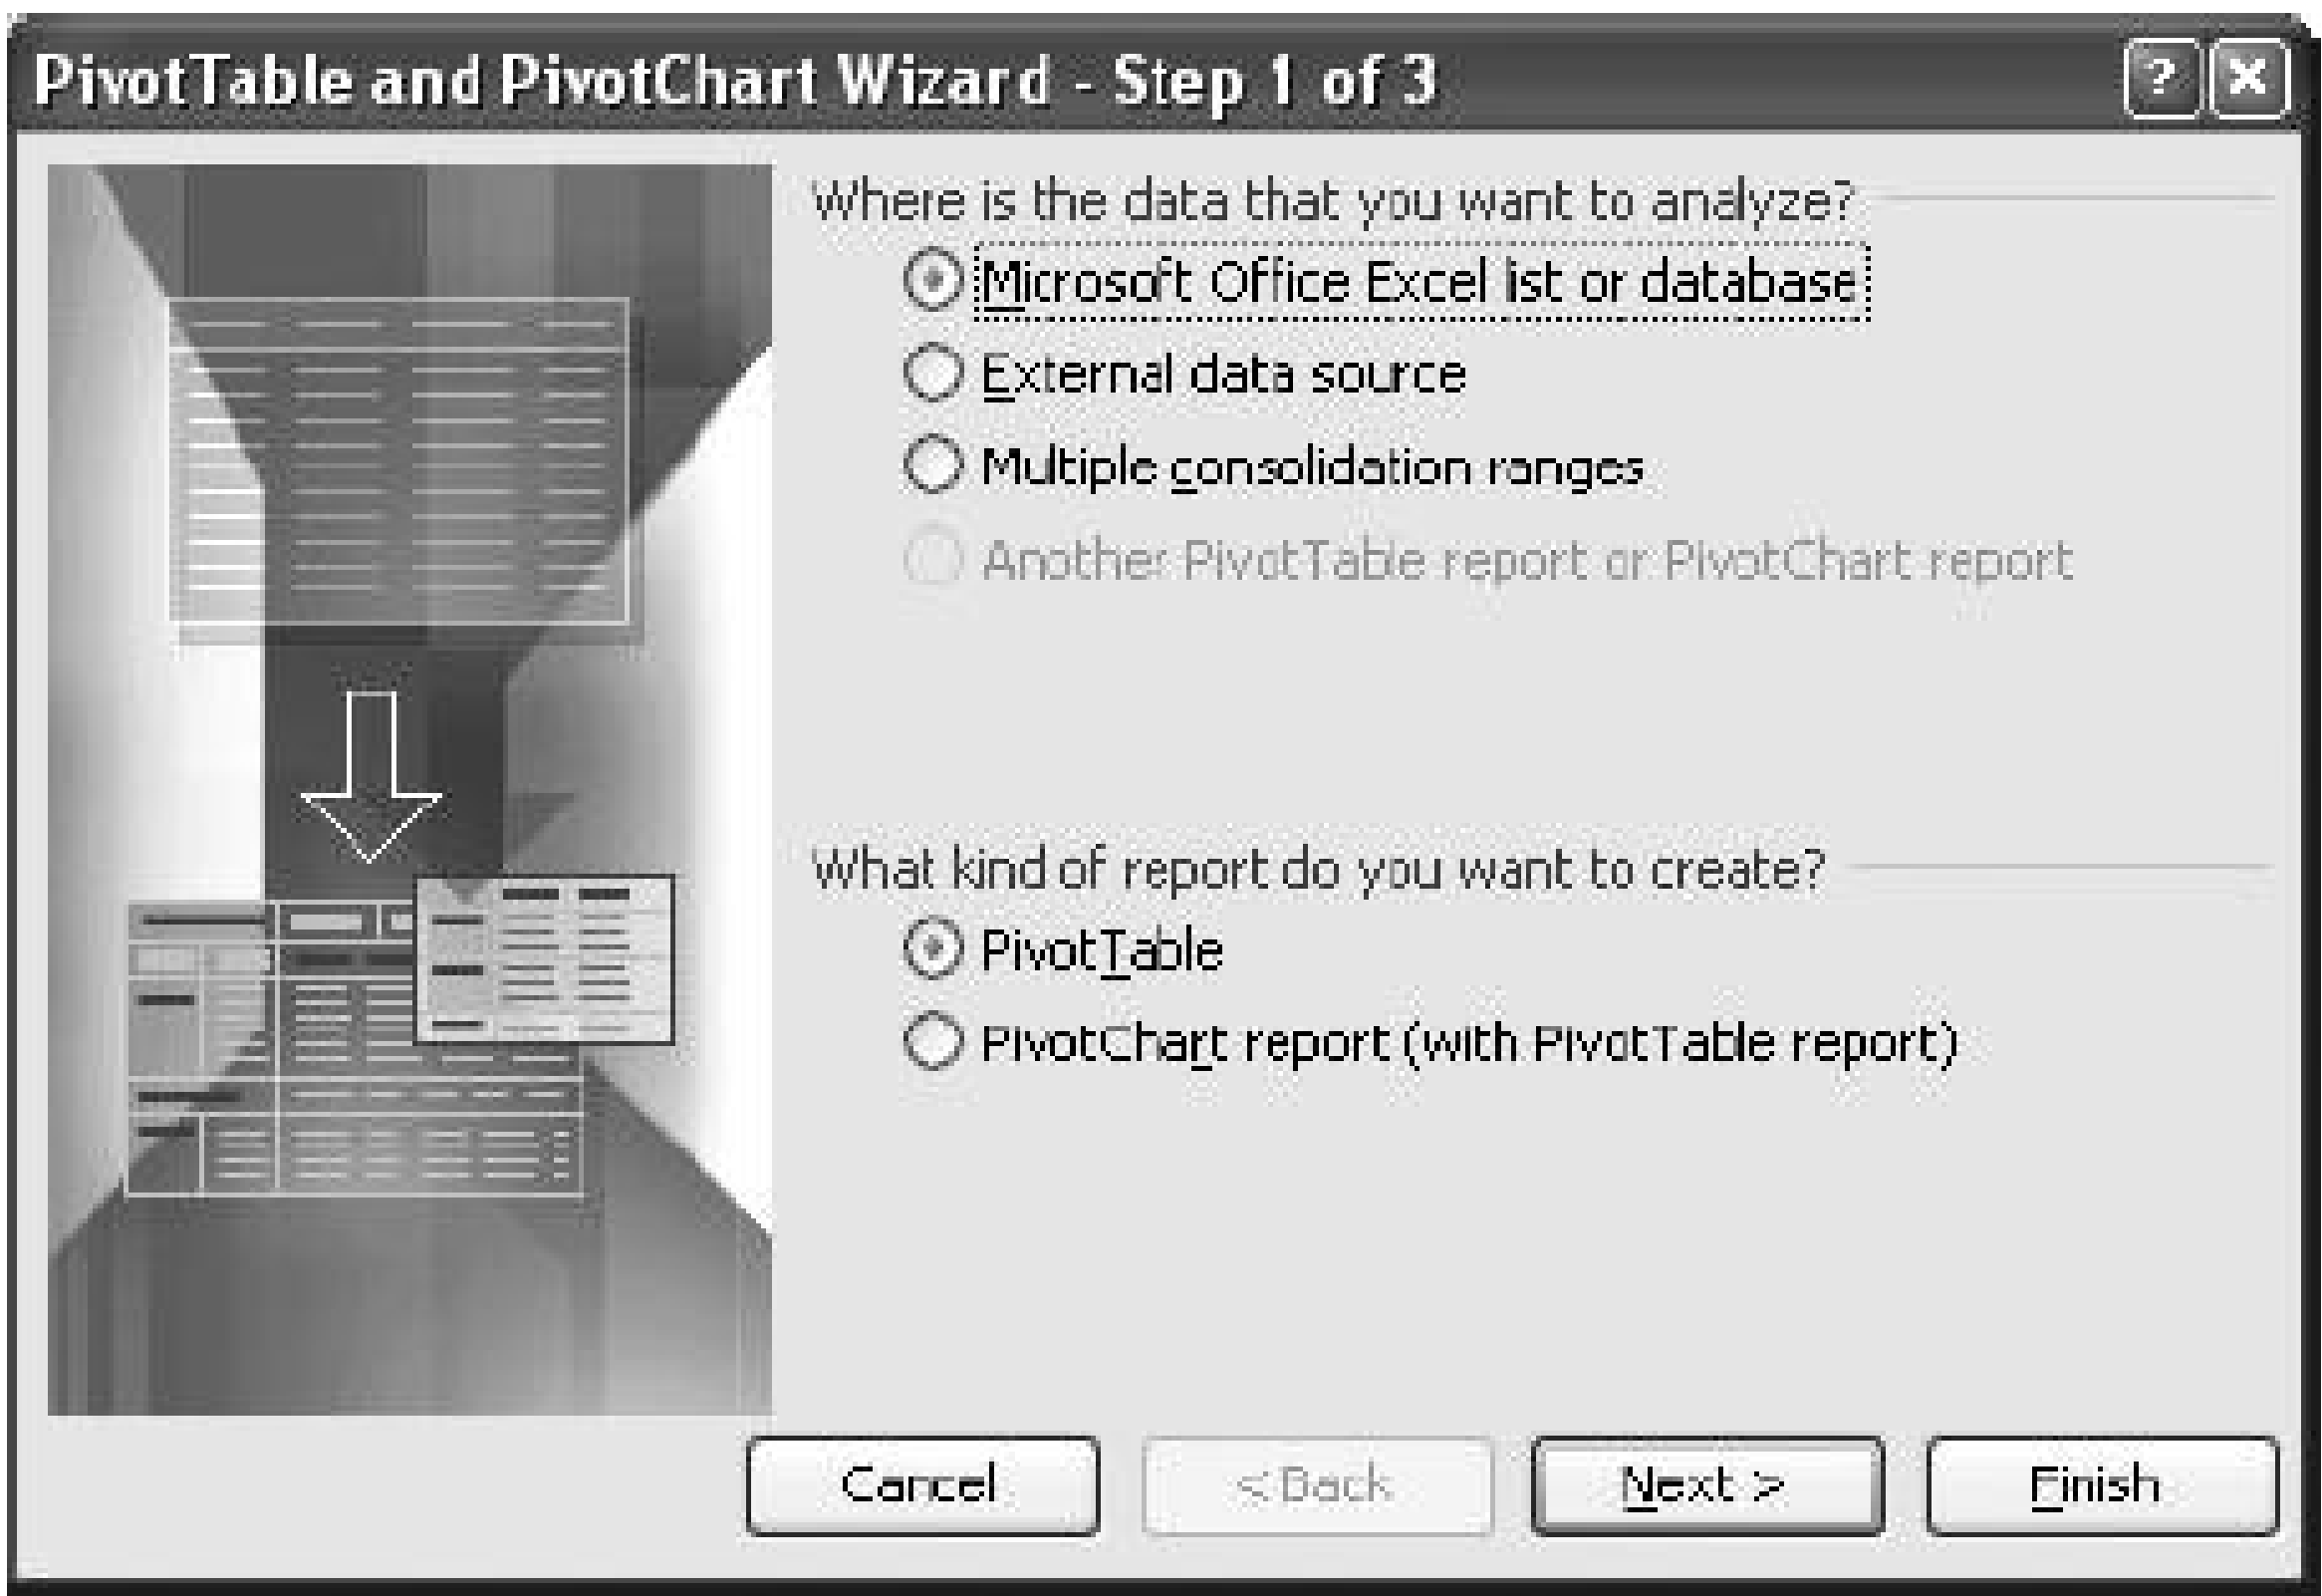 PivotTable and PivotChart Wizard - Step 1 of 3
Where is the data that you want to analyze?
Microsoft Office Excel list or database
External data source
Multiple consolidation ranges
Another PivotTable report or PivotChart report
What kind of report do you want to create?
PivotTable
PivotChart report (with PivotTable report)
Cancel
< Back
Next >
Finish